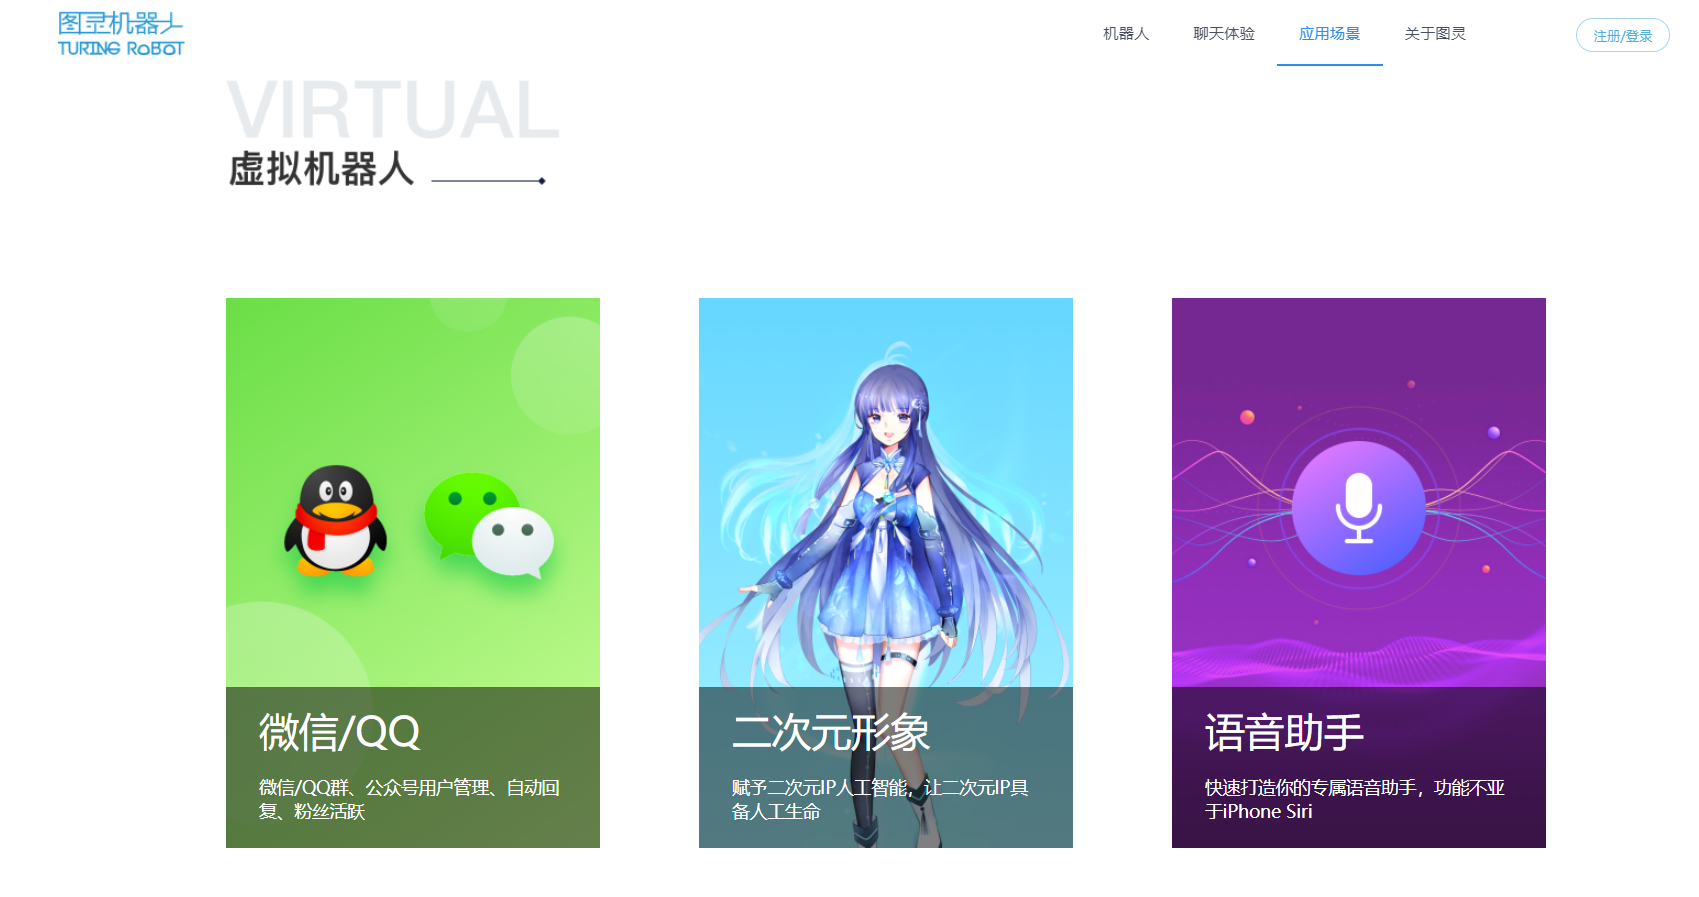 图灵机器人
TURING ROBOT
机器人
聊天体验
应用场景
关于图灵
注册/登录
VIRTUAL
虚拟机器人
微信/QQ
微信/QQ群、公众号用户管理、自动回
复、粉丝活跃
二次元形象
赋予二次元IP人工智能，让二次元IP具
备人工生命
语音助手
快速打造你的专属语音助手，功能不亚
于iPhone Siri